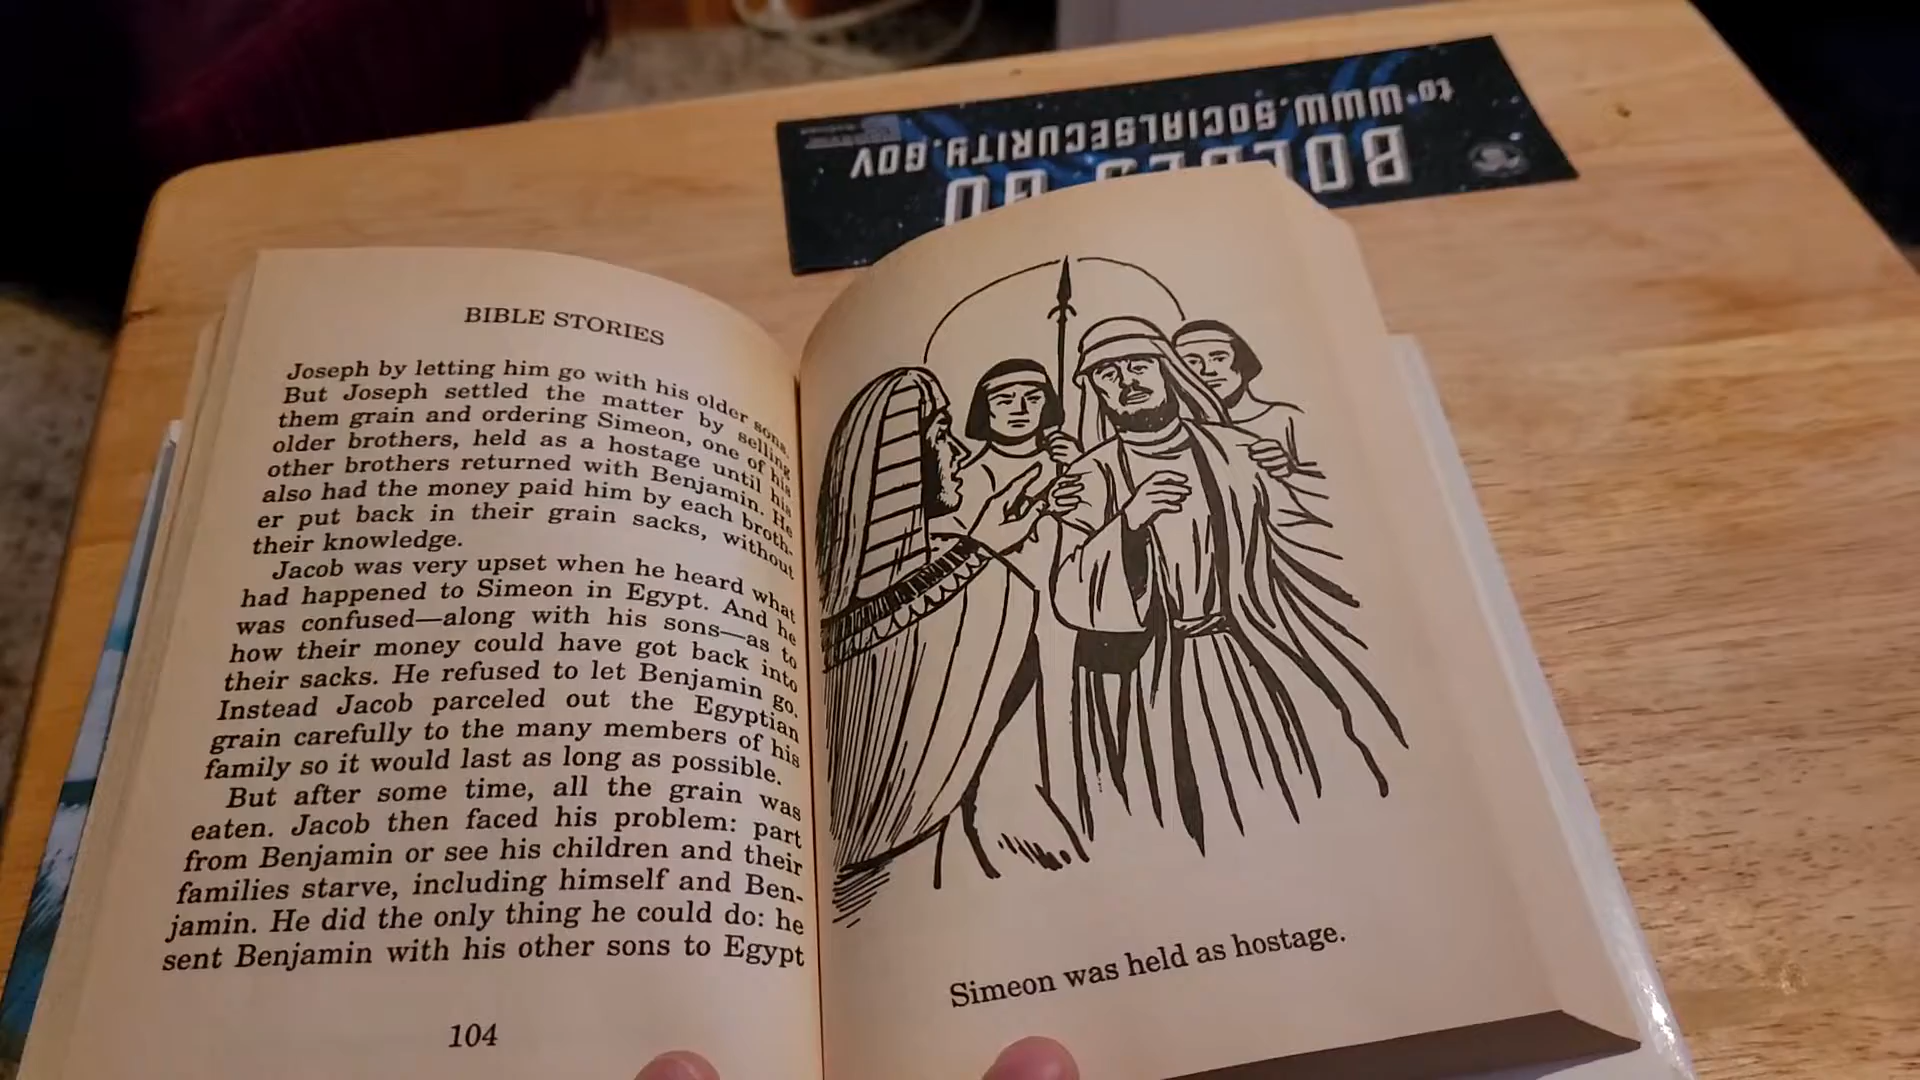 BIBLE STORIES
Joseph by letting him go with his older sons.
But Joseph settled the matter by selling
them grain and ordering Simeon, one of his
older brothers, held as a hostage until his
other brothers returned with Benjamin. He
also had the money paid him by each broth-
er put back in their grain sacks, without
their knowledge.
Jacob was very upset when he heard what
had happened to Simeon in Egypt. And he
was confused—along with his sons—as to
how their money could have got back into
their sacks. He refused to let Benjamin go.
Instead Jacob parceled out the Egyptian
grain carefully to the many members of his
family so it would last as long as possible.
But after some time, all the grain was
eaten. Jacob then faced his problem: part
from Benjamin or see his children and their
families starve, including himself and Ben-
jamin. He did the only thing he could do: he
sent Benjamin with his other sons to Egypt
104
Simeon was held as hostage.
BOLDLY GO
to WWW.SOCIALSECURITY.GOV